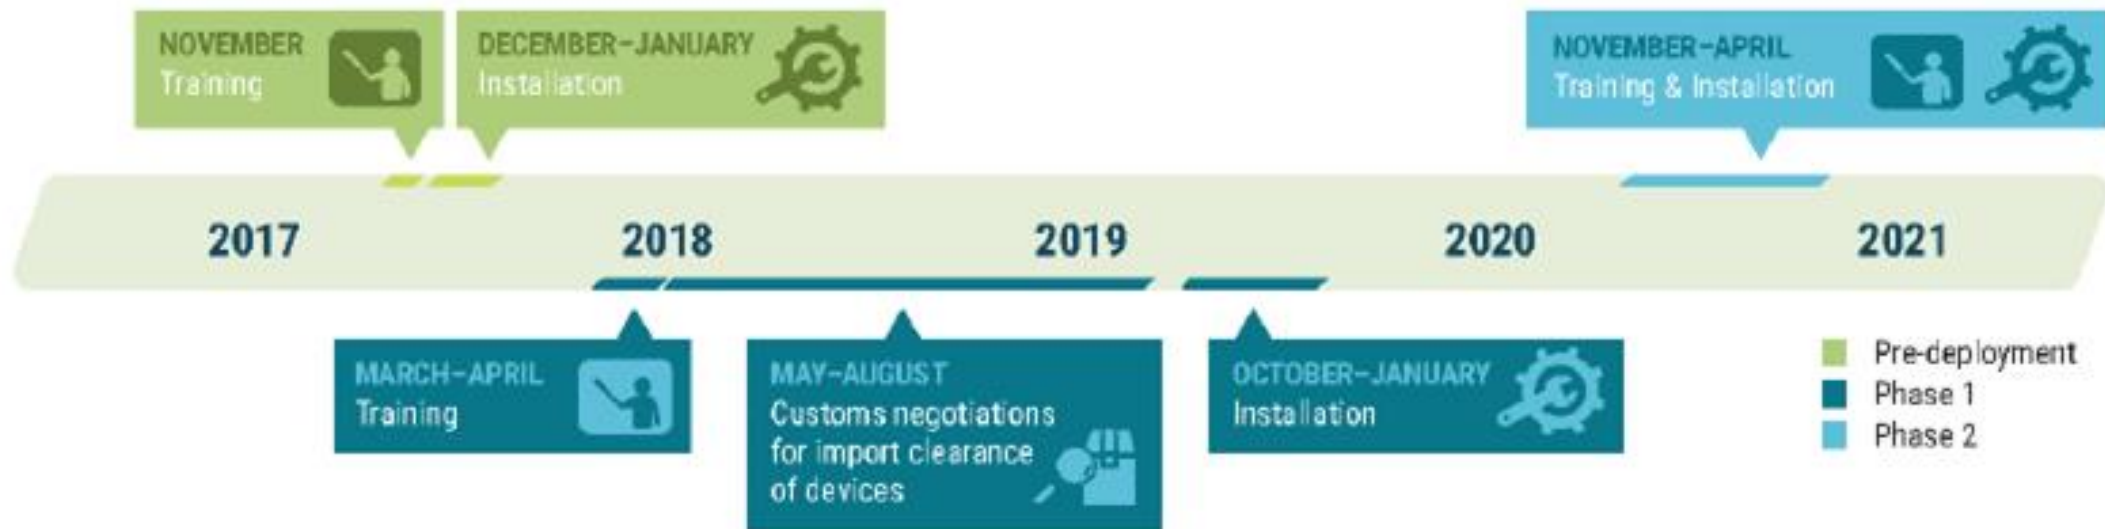 NOVEMBER
Training
DECEMBER–JANUARY
Installation
NOVEMBER–APRIL
Training & Installation
2017
2018
2019
2020
2021
MARCH–APRIL
Training
MAY–AUGUST
Customs negotiations
for import clearance
of devices
OCTOBER–JANUARY
Installation
Pre-deployment
Phase 1
Phase 2